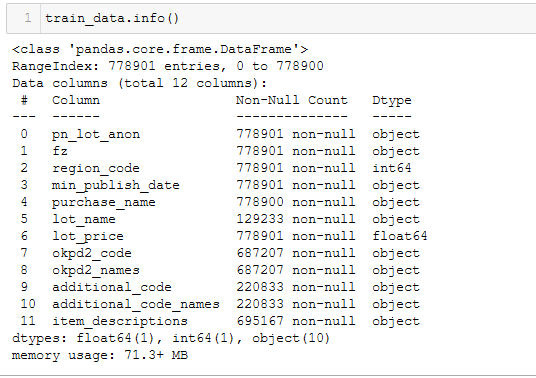 1 train_data.info()
<class 'pandas.core.frame.DataFrame'>
RangeIndex: 778901 entries, 0 to 778900
Data columns (total 12 columns):
 #   Column                 Non-Null Count   Dtype
---  ------                 --------------   -----
 0   pn_lot_anon            778901 non-null  object
 1   fz                     778901 non-null  object
 2   region_code            778901 non-null  int64
 3   min_publish_date       778901 non-null  object
 4   purchase_name          778900 non-null  object
 5   lot_name               129233 non-null  object
 6   lot_price              778901 non-null  float64
 7   okpd2_code             687207 non-null  object
 8   okpd2_names            687207 non-null  object
 9   additional_code        220833 non-null  object
 10  additional_code_names  220833 non-null  object
 11  item_descriptions      695167 non-null  object
dtypes: float64(1), int64(1), object(10)
memory usage: 71.3+ MB